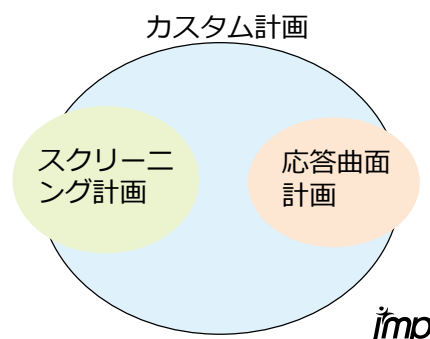 カスタム計画
スクリーニ
ング計画
応答曲面
計画
jmp